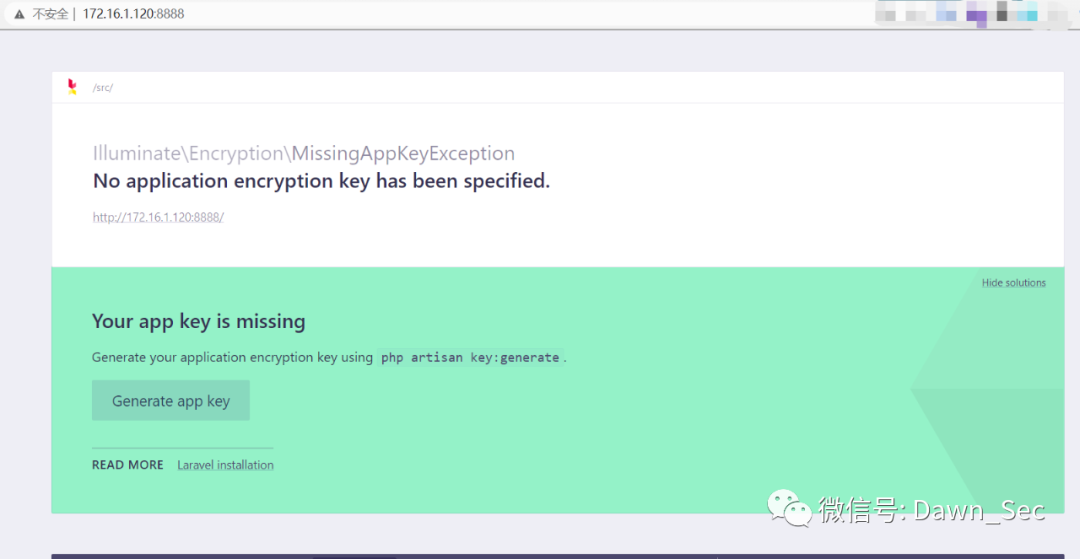 不安全 | 172.16.1.120:8888
/src/
Illuminate\Encryption\MissingAppKeyException
No application encryption key has been specified.
http://172.16.1.120:8888/
Hide solutions
Your app key is missing
Generate your application encryption key using php artisan key:generate.
Generate app key
READ MORE Laravel installation
微信号: Dawn_Sec